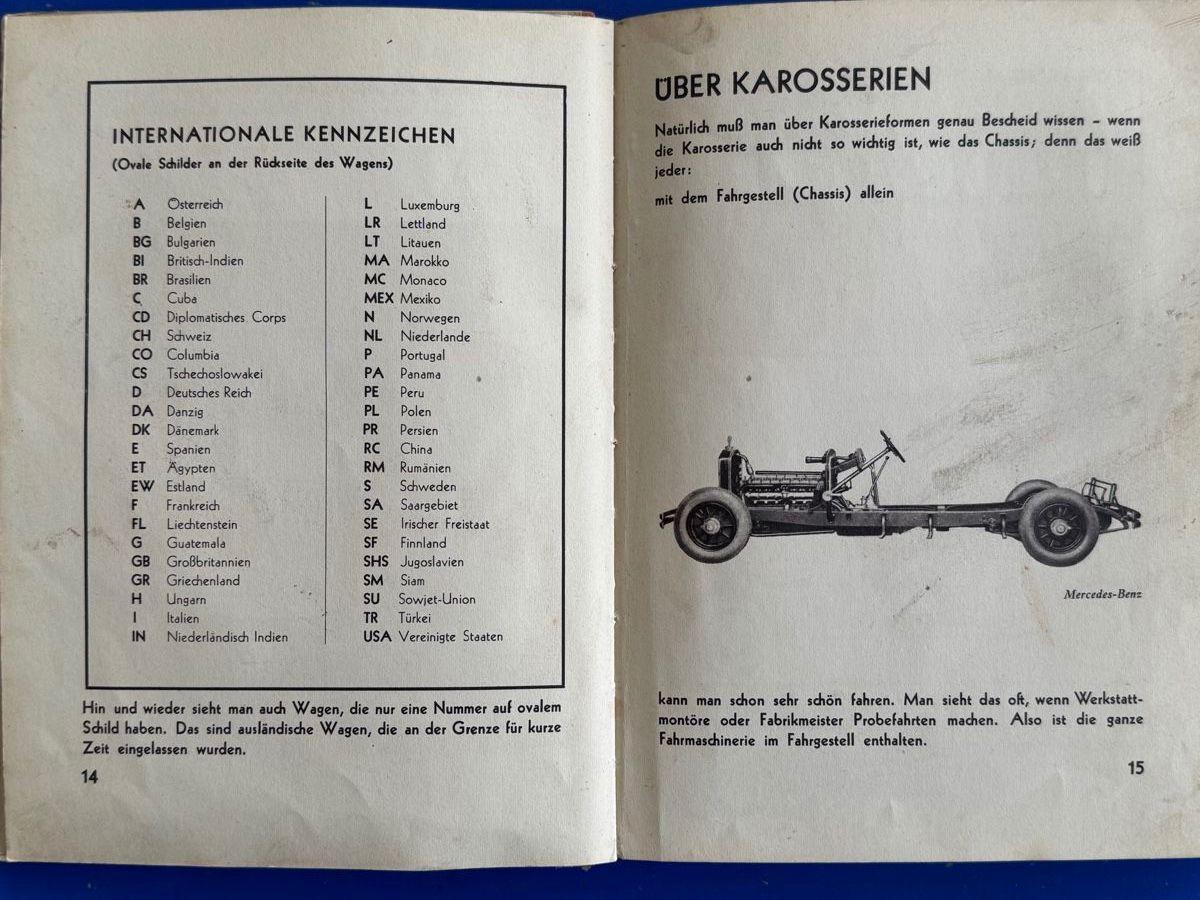 INTERNATIONALE KENNZEICHEN
(Ovale Schilder an der Rückseite des Wagens)
A Österreich
B Belgien
BG Bulgarien
BI Britisch-Indien
BR Brasilien
C Cuba
CD Diplomatisches Corps
CH Schweiz
CO Columbia
CS Tschechoslowakei
D Deutsches Reich
DA Danzig
DK Dänemark
E Spanien
ET Ägypten
EW Estland
F Frankreich
FL Liechtenstein
G Guatemala
GB Großbritannien
GR Griechenland
H Ungarn
I Italien
IN Niederländisch Indien
L Luxemburg
LR Lettland
LT Litauen
MA Marokko
MC Monaco
MEX Mexiko
N Norwegen
NL Niederlande
P Portugal
PA Panama
PE Peru
PL Polen
PR Persien
RC China
RM Rumänien
S Schweden
SA Saargebiet
SE Irischer Freistaat
SF Finnland
SHS Jugoslavien
SM Siam
SU Sowjet-Union
TR Türkei
USA Vereinigte Staaten
Hin und wieder sieht man auch Wagen, die nur eine Nummer auf ovalem
Schild haben. Das sind ausländische Wagen, die an der Grenze für kurze
Zeit eingelassen wurden.
14
ÜBER KAROSSERIEN
Natürlich muß man über Karosserieformen genau Bescheid wissen – wenn
die Karosserie auch nicht so wichtig ist, wie das Chassis; denn das weiß
jeder:
mit dem Fahrgestell (Chassis) allein
Mercedes-Benz
kann man schon sehr schön fahren. Man sieht das oft, wenn Werkstatt-
montöre oder Fabrikmeister Probefahrten machen. Also ist die ganze
Fahrmaschinerie im Fahrgestell enthalten.
15